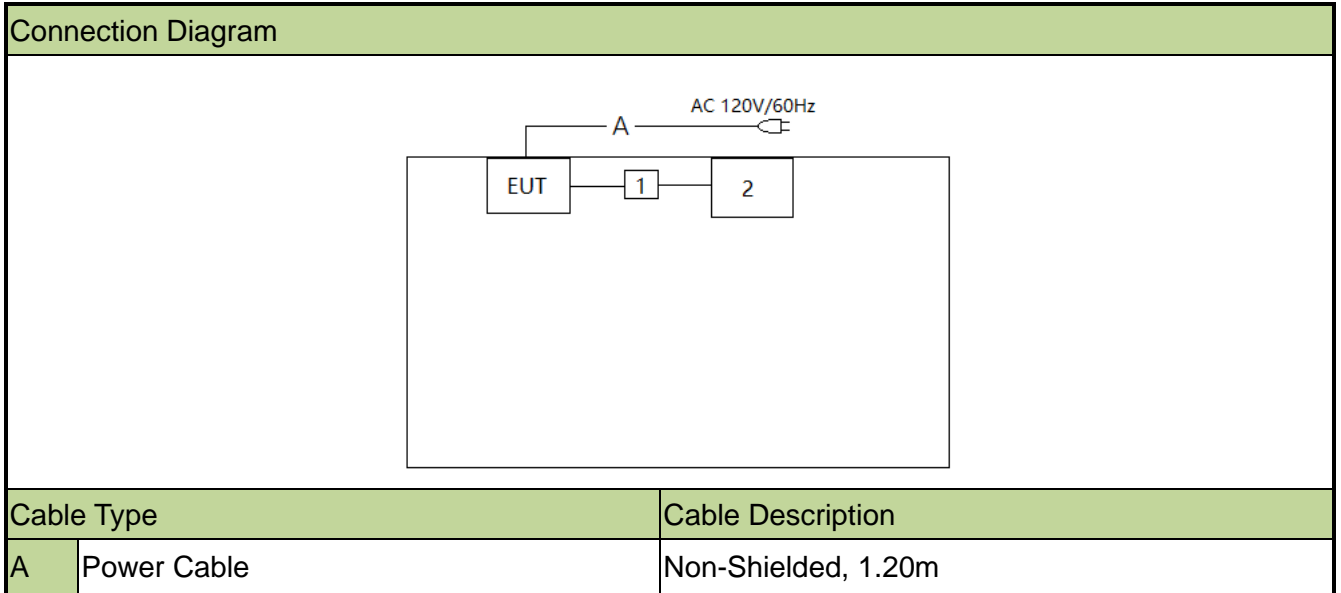 Connection Diagram
AC 120V/60Hz
A
EUT
1
2
Cable Type
Cable Description
A
Power Cable
Non-Shielded, 1.20m